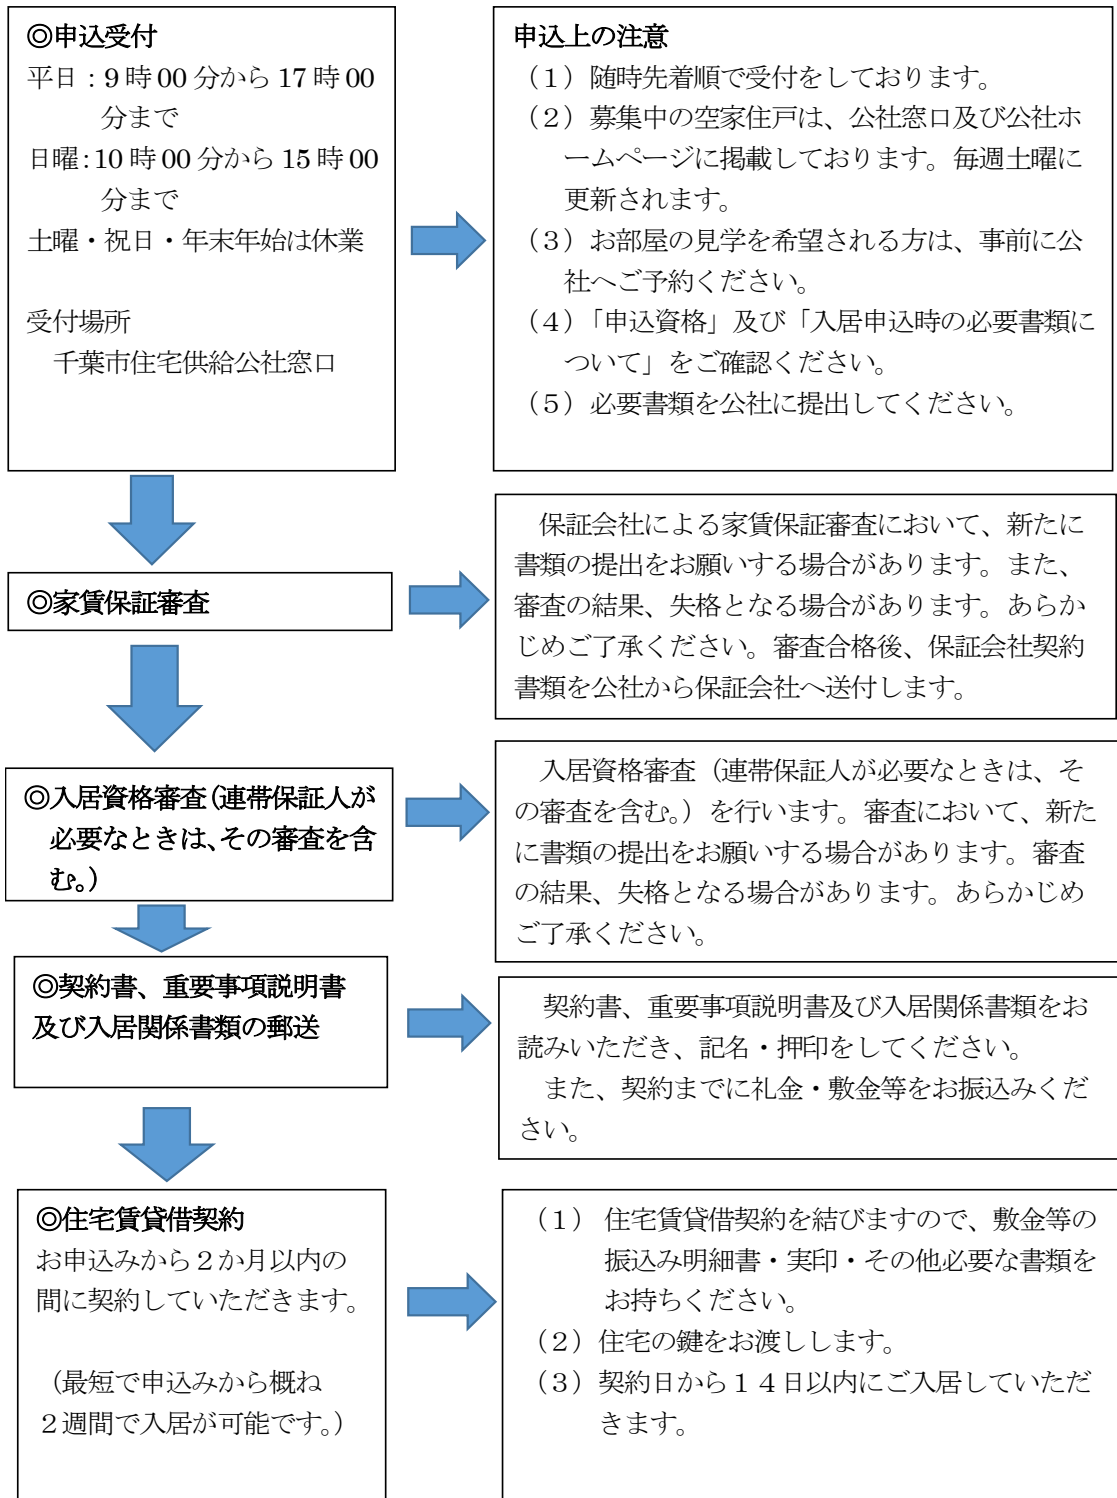 ◎申込受付
平日：9時00分から17時00
分まで
日曜：10時00分から15時00
分まで
土曜・祝日・年末年始は休業
受付場所
千葉市住宅供給公社窓口
申込上の注意
（１）随時先着順で受付をしております。
（２）募集中の空家住戸は、公社窓口及び公社ホ
ームページに掲載しております。毎週土曜に
更新されます。
（３）お部屋の見学を希望される方は、事前に公
社へご予約ください。
（４）「申込資格」及び「入居申込時の必要書類に
ついて」をご確認ください。
（５）必要書類を公社に提出してください。
◎家賃保証審査
保証会社による家賃保証審査において、新たに
書類の提出をお願いする場合があります。また、
審査の結果、失格となる場合があります。あらか
じめご了承ください。審査合格後、保証会社契約
書類を公社から保証会社へ送付します。
◎入居資格審査（連帯保証人が
必要なときは、その審査を含
む。）
入居資格審査（連帯保証人が必要なときは、そ
の審査を含む。）を行います。審査において、新た
に書類の提出をお願いする場合があります。審査
の結果、失格となる場合があります。あらかじめ
ご了承ください。
◎契約書、重要事項説明書
及び入居関係書類の郵送
契約書、重要事項説明書及び入居関係書類をお
読みいただき、記名・押印をしてください。
また、契約までに礼金・敷金等をお振込みくだ
さい。
◎住宅賃貸借契約
お申込みから２か月以内の
間に契約していただきます。
（最短で申込みから概ね
２週間で入居が可能です。）
（１） 住宅賃貸借契約を結びますので、敷金等の
振込み明細書・実印・その他必要な書類を
お持ちください。
（２）住宅の鍵をお渡しします。
（３）契約日から１４日以内にご入居していただ
きます。